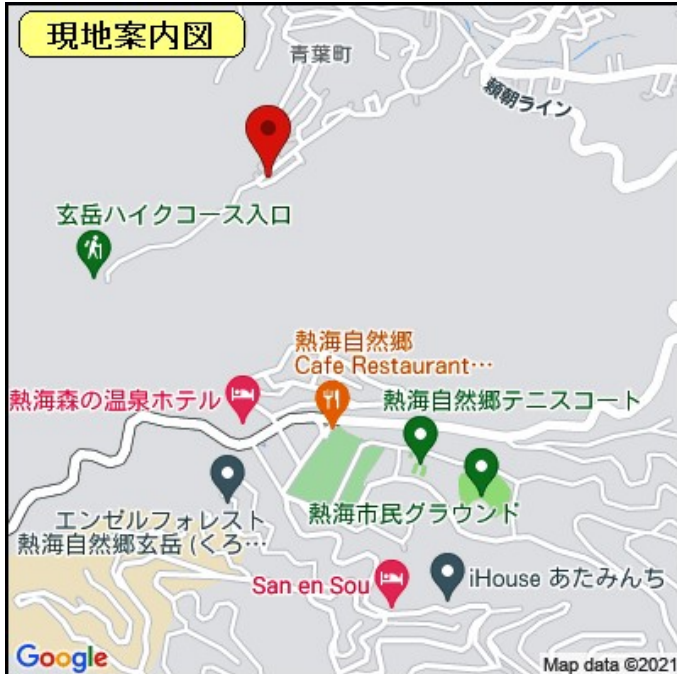 現地案内図
青葉町
頼朝ライン
玄岳ハイクコース入口
熱海自然郷
Cafe Restaurant…
熱海森の温泉ホテル
熱海自然郷テニスコート
エンゼルフォレスト
熱海自然郷玄岳 (くろ…
熱海市民グラウンド
San en Sou
iHouse あたみんち
Google
Map data ©2021